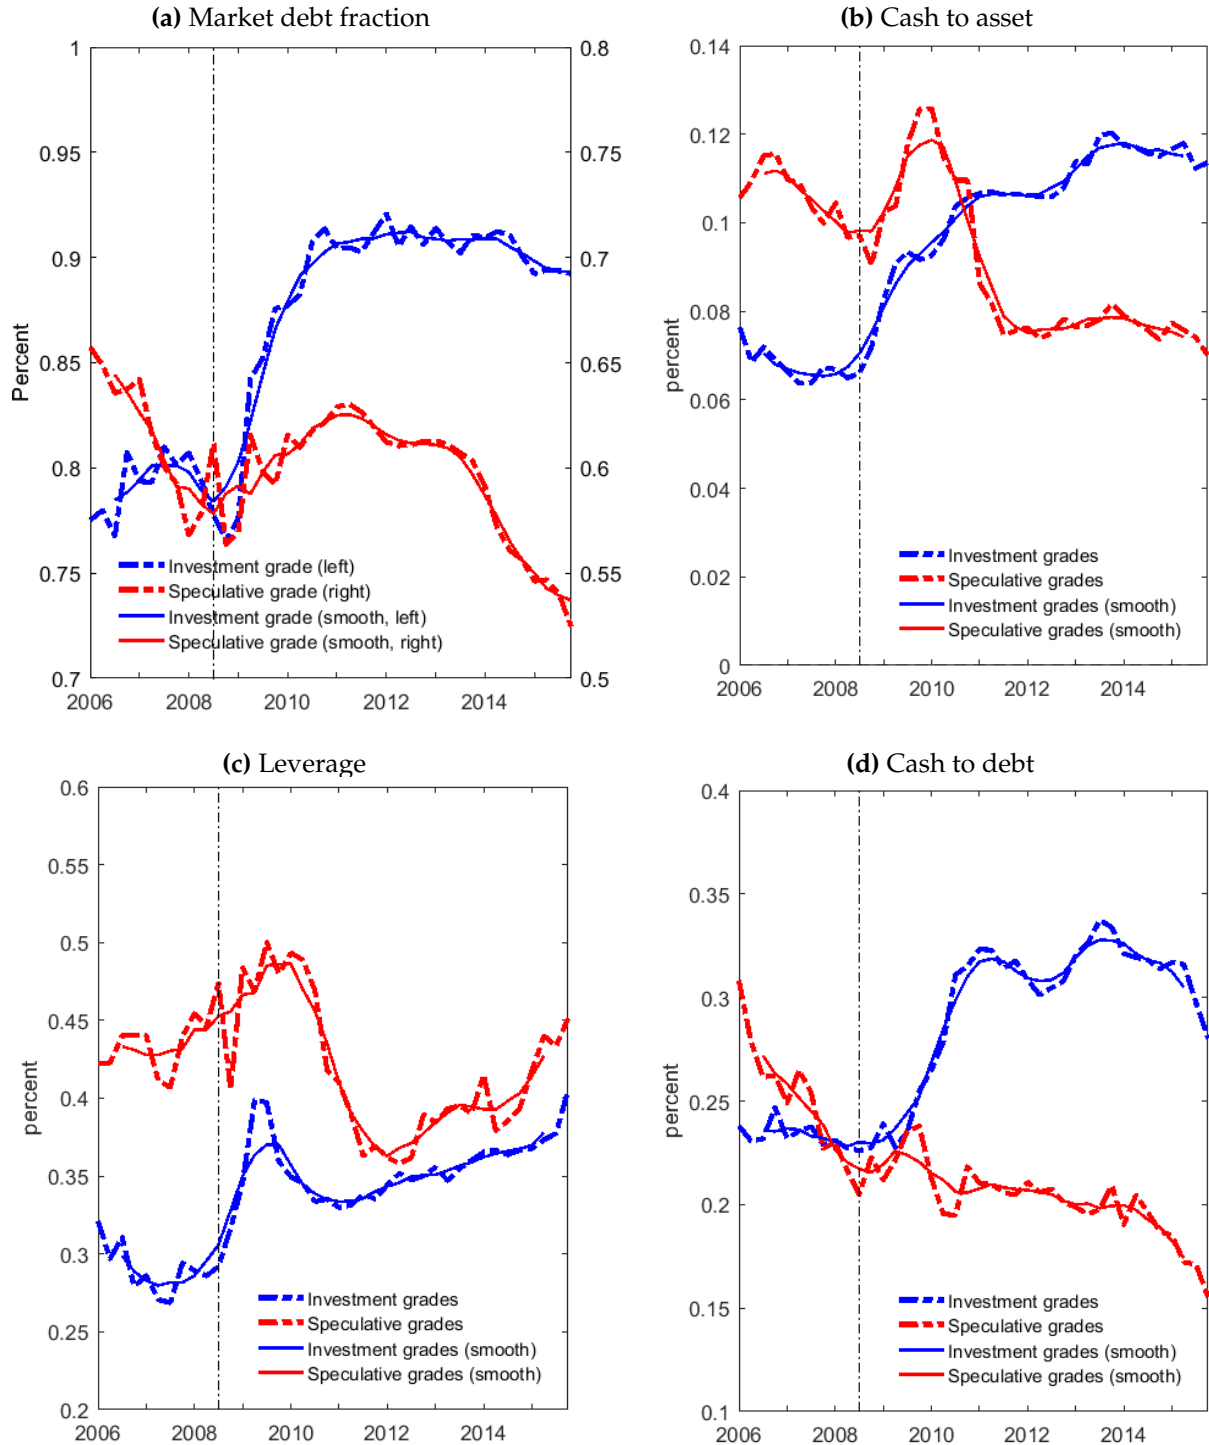 (a) Market debt fraction
1
0.95
0.9
0.85
0.8
0.75
0.7
0.8
0.75
0.7
0.65
0.6
0.55
0.5
Percent
2006 2008 2010 2012 2014
Investment grade (left)
Speculative grade (right)
Investment grade (smooth, left)
Speculative grade (smooth, right)
(b) Cash to asset
0.14
0.12
0.1
0.08
0.06
0.04
0.02
0
percent
2006 2008 2010 2012 2014
Investment grades
Speculative grades
Investment grades (smooth)
Speculative grades (smooth)
(c) Leverage
0.6
0.55
0.5
0.45
0.4
0.35
0.3
0.25
0.2
percent
2006 2008 2010 2012 2014
Investment grades
Speculative grades
Investment grades (smooth)
Speculative grades (smooth)
(d) Cash to debt
0.4
0.35
0.3
0.25
0.2
0.15
0.1
percent
2006 2008 2010 2012 2014
Investment grades
Speculative grades
Investment grades (smooth)
Speculative grades (smooth)